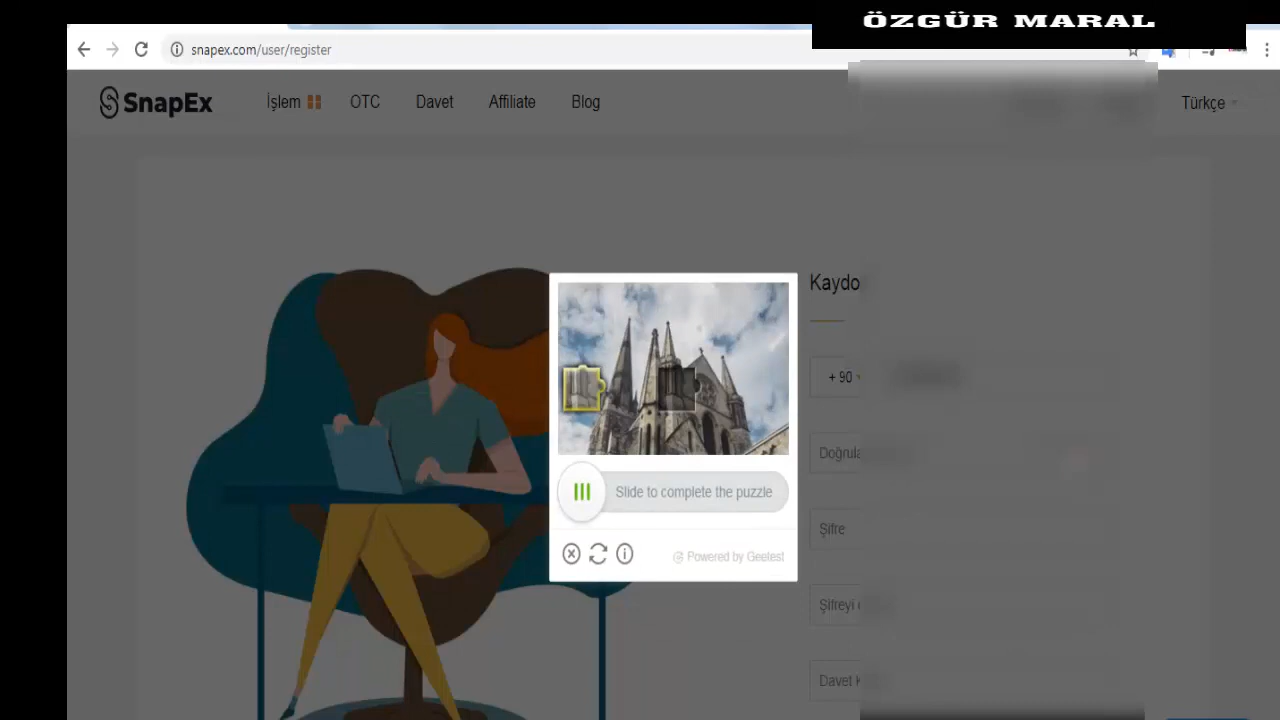 ÖZGÜR MARAL
snapex.com/user/register
SnapEx İşlem OTC Davet Affiliate Blog Türkçe
Kaydo
+ 90
Slide to complete the puzzle
Şifre
Powered by Geetest
Şifreyi
Davet